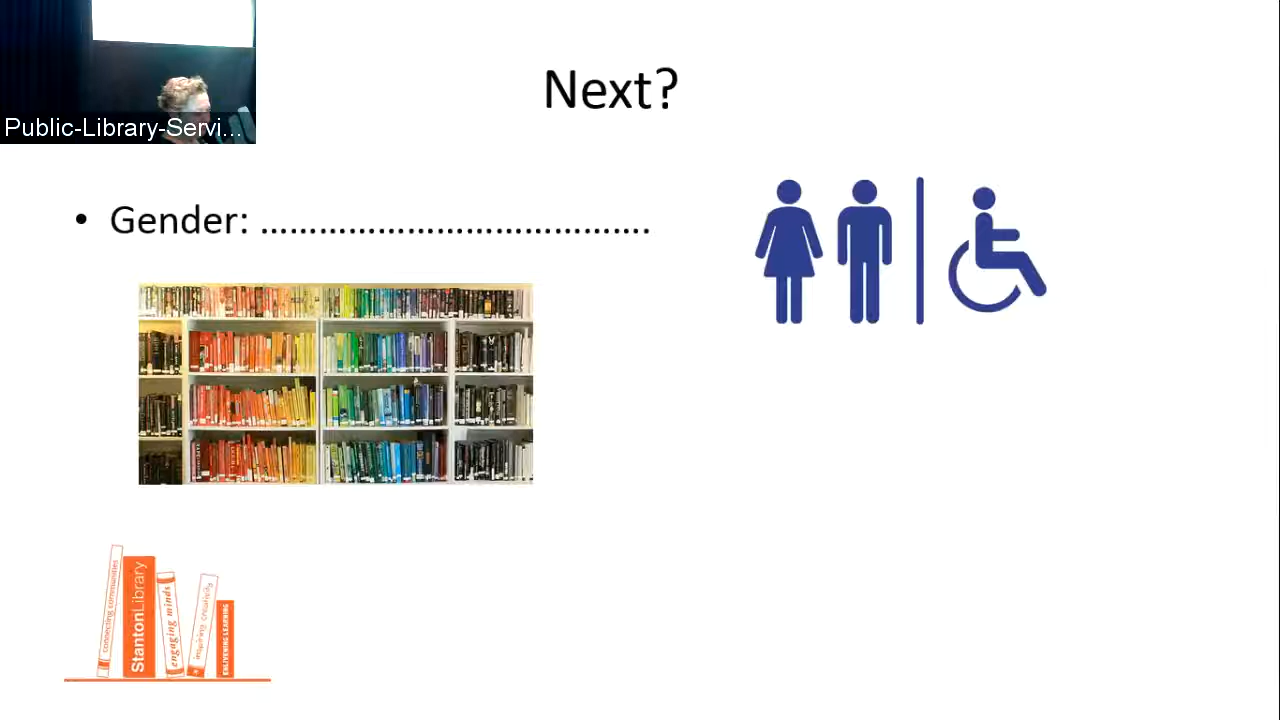 Public-Library-Servi...
Next?
• Gender: …………………………………
connecting communities
StantonLibrary
engaging minds
inspiring creativity
ENLIVENING LEARNING